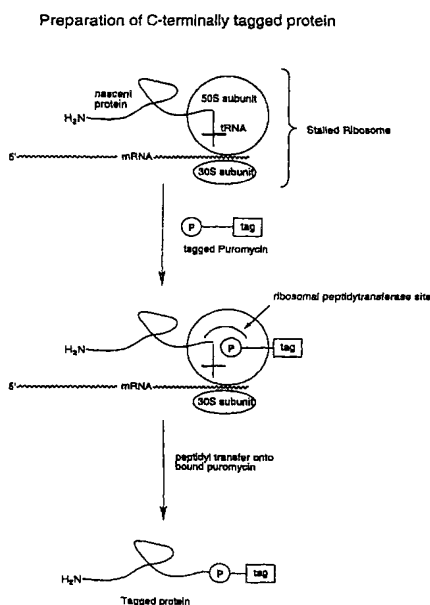 Preparation of C-terminally tagged protein
nascent
protein
50S subunit
H₂N
tRNA
Stalled Ribosome
5'
mRNA
30S subunit
P
tag
tagged Puromycin
ribosomal peptidytransferase site
H₂N
P
tag
5'
mRNA
30S subunit
peptidyl transfer onto
bound puromycin
H₂N
P
tag
Tagged protein